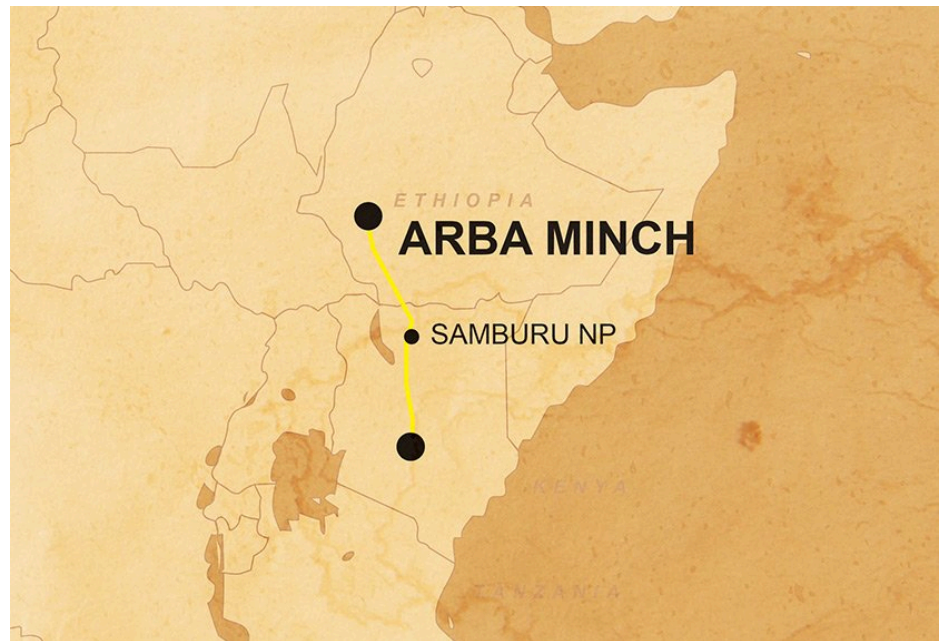 ETHIOPIA
ARBA MINCH
SAMBURU NP
KENYA
TANZANIA